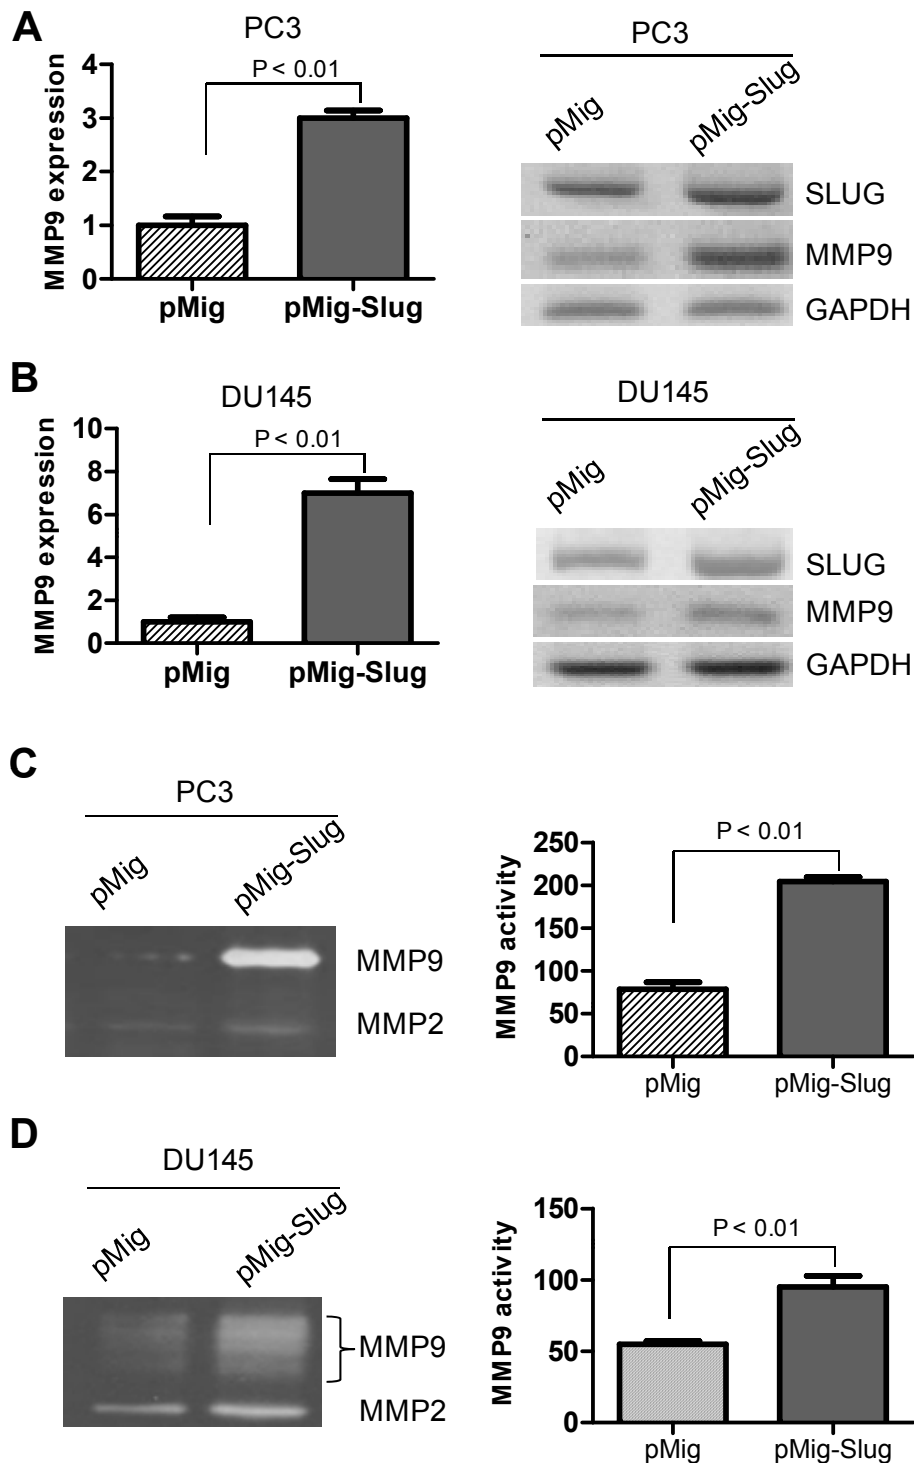 A
PC3
MMP9 expression
4
3
2
1
0
P < 0.01
pMig
pMig-Slug
PC3
pMig
pMig-Slug
SLUG
MMP9
GAPDH
B
DU145
MMP9 expression
10
8
6
4
2
0
P < 0.01
pMig
pMig-Slug
DU145
pMig
pMig-Slug
SLUG
MMP9
GAPDH
C
PC3
pMig
pMig-Slug
MMP9
MMP2
MMP9 activity
250
200
150
100
50
0
P < 0.01
pMig
pMig-Slug
D
DU145
pMig
pMig-Slug
MMP9
MMP2
MMP9 activity
150
100
50
0
P < 0.01
pMig
pMig-Slug